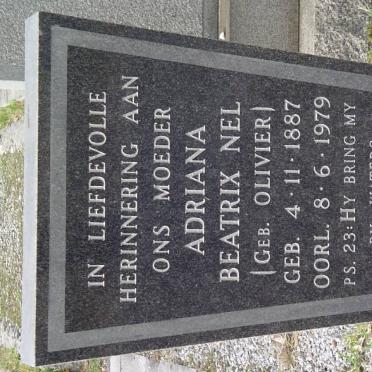 IN LIEFDEVOLLE
HERINNERING AAN
ONS MOEDER
ADRIANA
BEATRIX NEL
(GEB. OLIVIER)
GEB. 4·11·1887
OORL. 8·6·1979
PS. 23: HY BRING MY